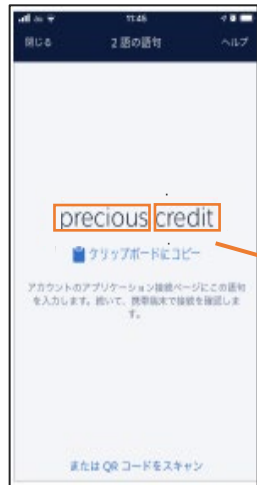 11:45
閉じる 2 語の語句 ヘルプ
precious credit
クリップボードにコピー
アカウントのアプリケーション接続ページにこの語句
を入力します。続いて、携帯端末で接続を確認しま
す。
または QR コードをスキャン